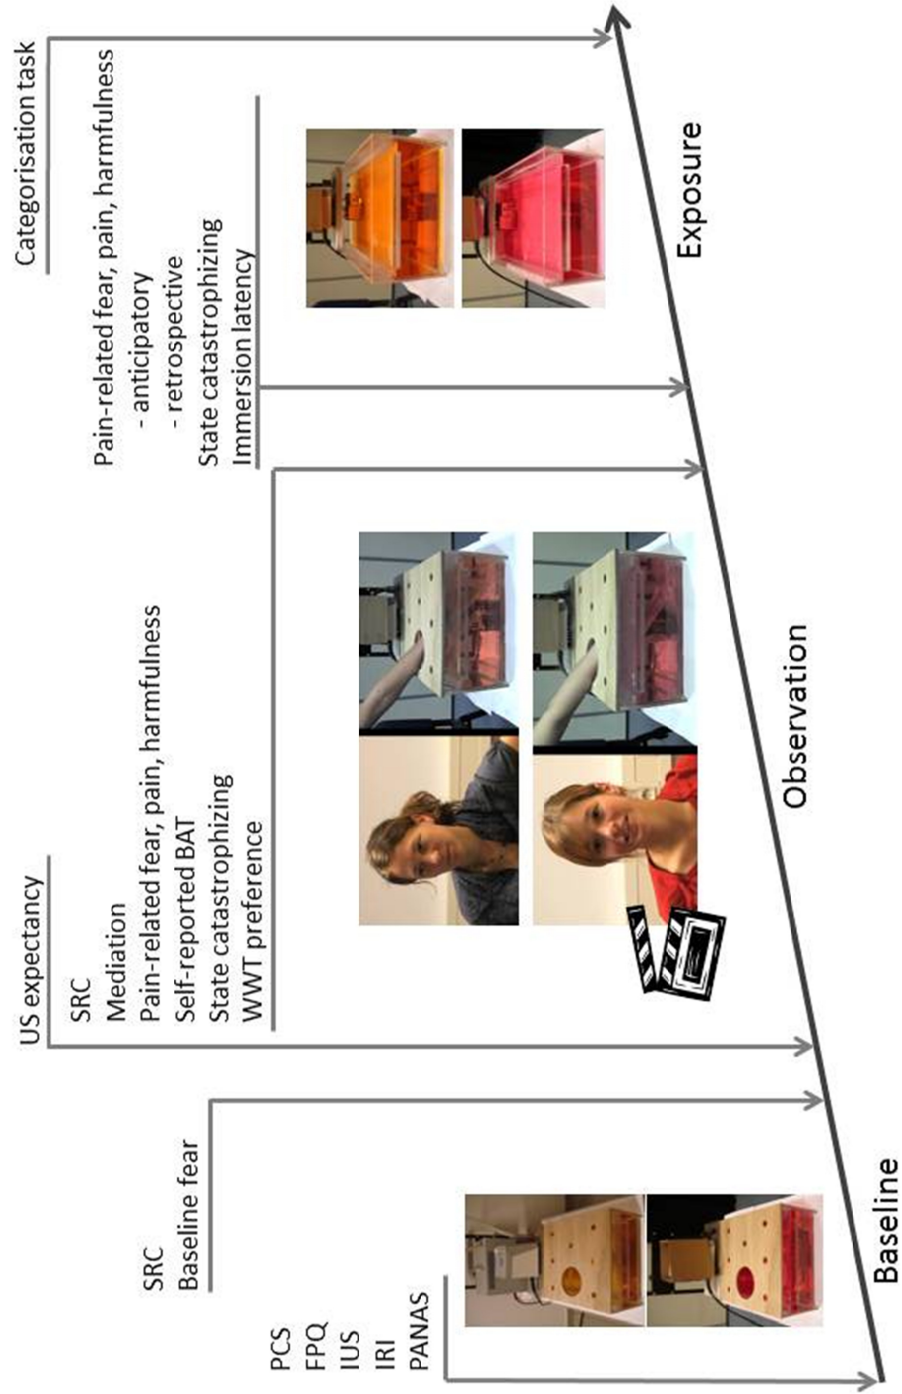 PCS
FPQ
IUS
IRI
PANAS
SRC
Baseline fear
US expectancy
SRC
Mediation
Pain-related fear, pain, harmfulness
Self-reported BAT
State catastrophizing
WWT preference
Pain-related fear, pain, harmfulness
- anticipatory
- retrospective
State catastrophizing
Immersion latency
Categorisation task
Baseline
Observation
Exposure